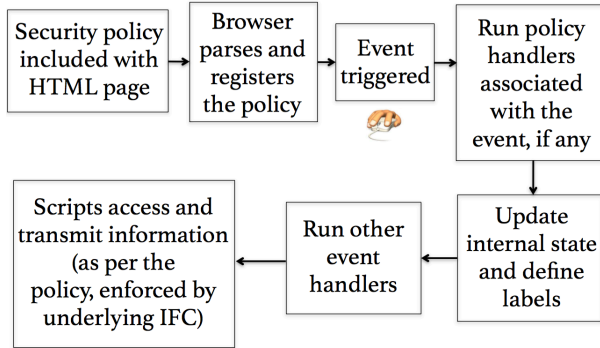 Security policy
included with
HTML page
Browser
parses and
registers
the policy
Event
triggered
Run policy
handlers
associated
with the
event, if any
Update
internal state
and define
labels
Run other
event
handlers
Scripts access and
transmit information
(as per the
policy, enforced by
underlying IFC)